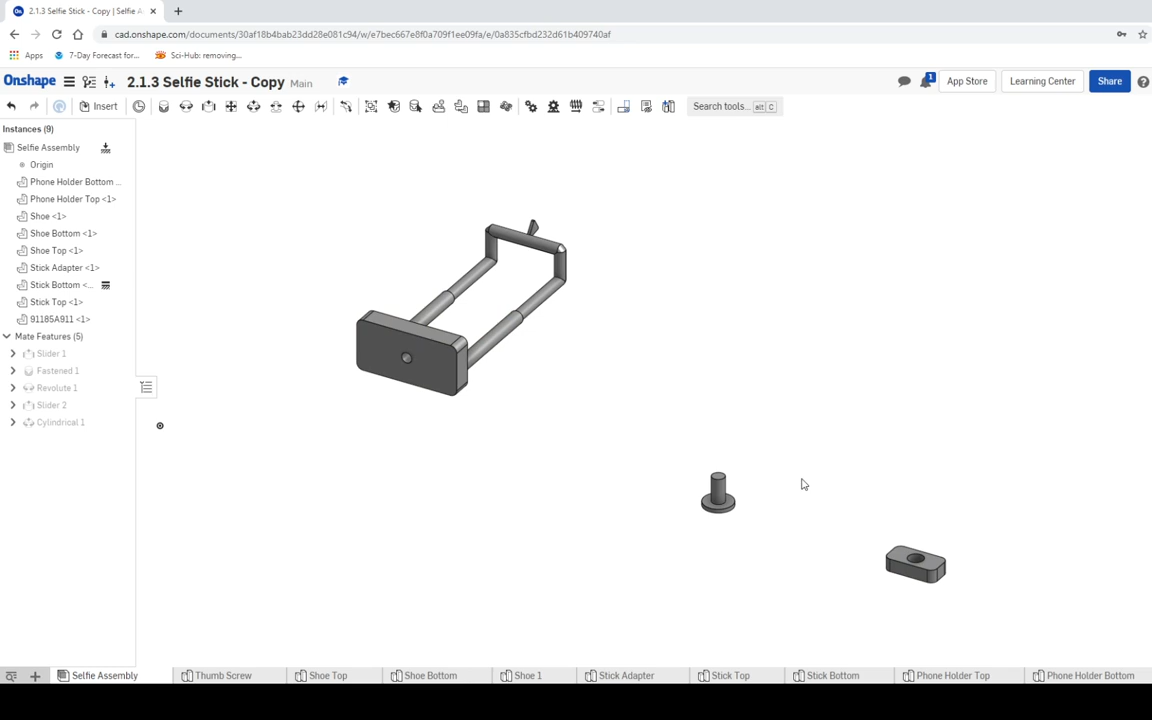 2.1.3 Selfie Stick - Copy | Selfie A
cad.onshape.com/documents/30af18b4bab23dd28e081c94/w/e7bec667e8f0a709f1ee09fa/e/0a835cfbd232d61b409740af
Apps 7-Day Forecast for... Sci-Hub: removing...
Onshape 2.1.3 Selfie Stick - Copy Main 1 App Store Learning Center Share
Insert Search tools... alt C
Instances (9)
Selfie Assembly
Origin
Phone Holder Bottom ...
Phone Holder Top <1>
Shoe <1>
Shoe Bottom <1>
Shoe Top <1>
Stick Adapter <1>
Stick Bottom <...
Stick Top <1>
91185A911 <1>
Mate Features (5)
Slider 1
Fastened 1
Revolute 1
Slider 2
Cylindrical 1
Selfie Assembly Thumb Screw Shoe Top Shoe Bottom Shoe 1 Stick Adapter Stick Top Stick Bottom Phone Holder Top Phone Holder Bottom